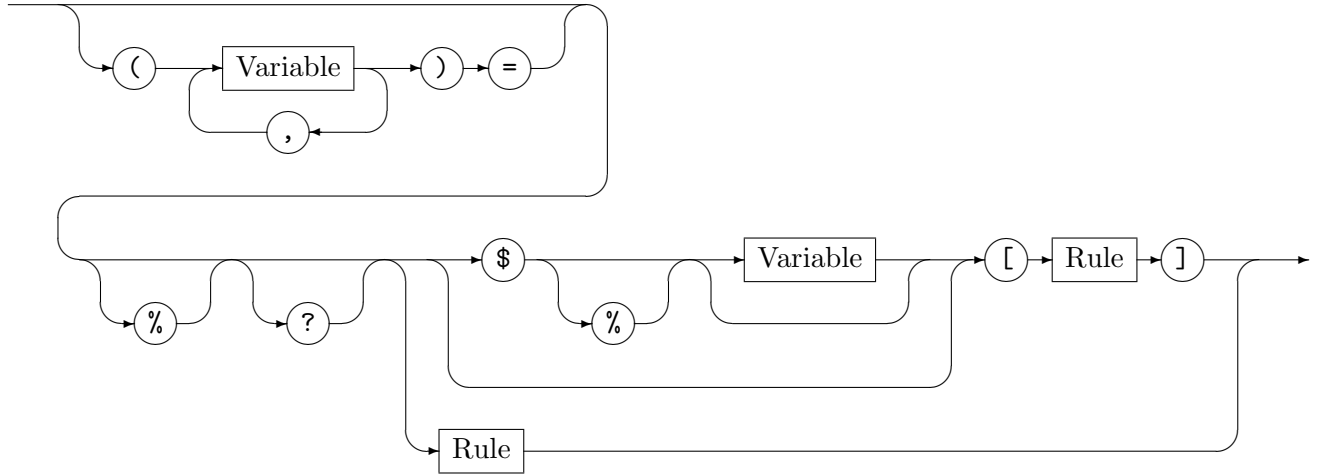 ( Variable ) =
,
$ Variable [ Rule ]
% ? %
Rule